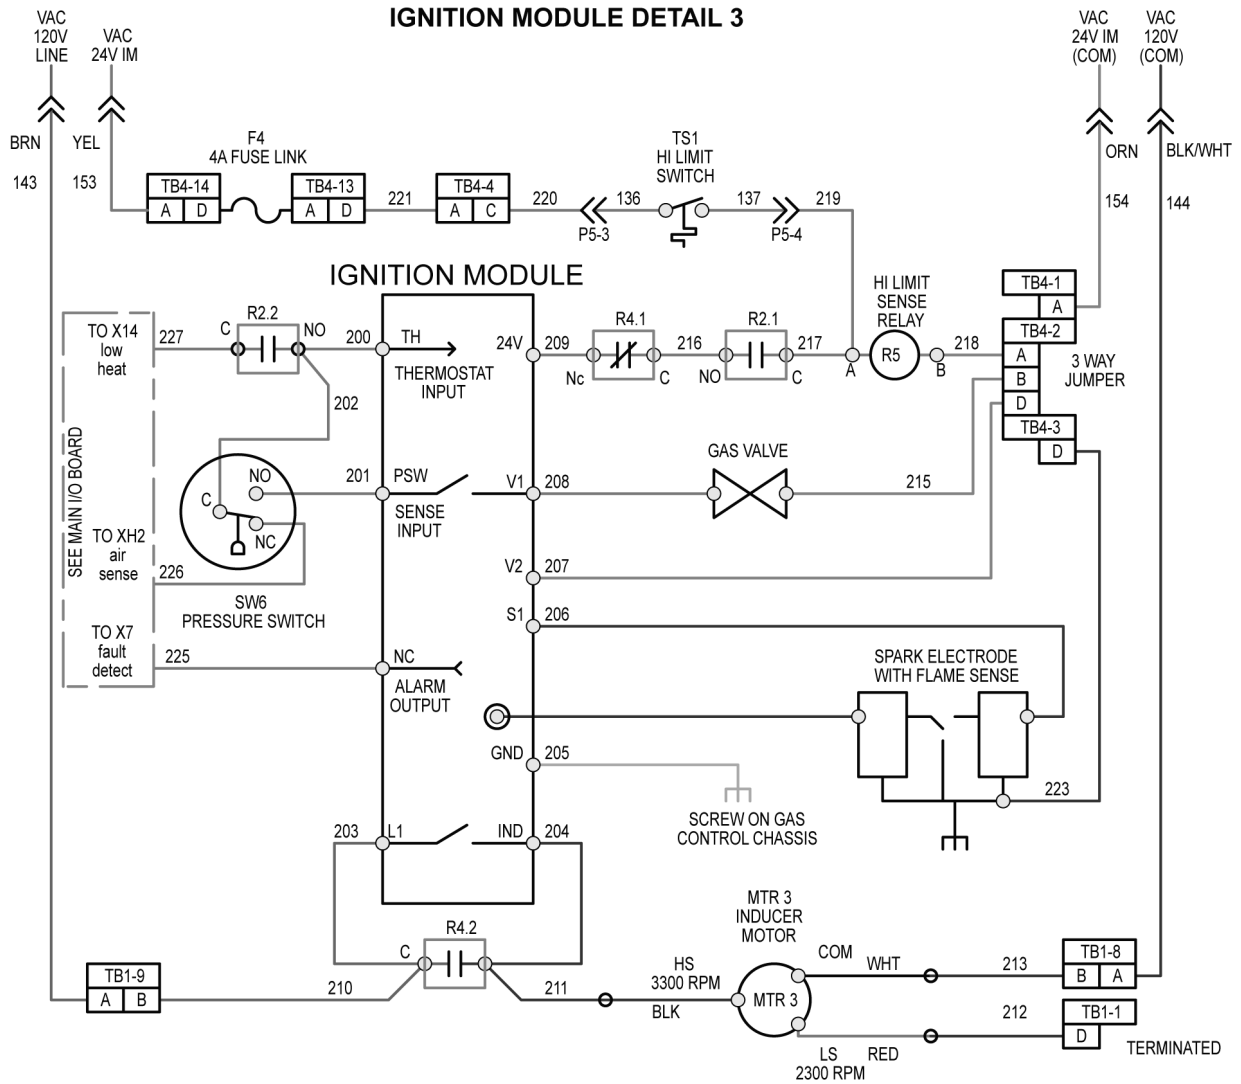 IGNITION MODULE DETAIL 3
VAC
120V
LINE
VAC
24V IM
VAC
24V IM
(COM)
VAC
120V
(COM)
BRN
YEL
143
153
F4
4A FUSE LINK
TB4-14
A D
TB4-13
A D
221
TB4-4
A C
220
136
P5-3
TS1
HI LIMIT
SWITCH
137
219
P5-4
ORN
BLK/WHT
154
144
IGNITION MODULE
SEE MAIN I/O BOARD
TO X14
low
heat
227
R2.2
C
NO
200
TH
THERMOSTAT
INPUT
202
24V
209
R4.1
Nc
C
216
R2.1
NO
C
217
A
HI LIMIT
SENSE
RELAY
R5
B
218
TB4-1
A
TB4-2
A
B
D
TB4-3
D
3 WAY
JUMPER
NO
C
NC
201
PSW
SENSE
INPUT
V1
208
GAS VALVE
215
TO XH2
air
sense
226
SW6
PRESSURE SWITCH
V2
207
S1
206
TO X7
fault
detect
225
NC
ALARM
OUTPUT
SPARK ELECTRODE
WITH FLAME SENSE
GND
205
SCREW ON GAS
CONTROL CHASSIS
223
203
L1
IND
204
R4.2
C
TB1-9
A B
210
211
HS
3300 RPM
BLK
MTR 3
INDUCER
MOTOR
MTR 3
COM
WHT
213
TB1-8
B A
LS RED
2300 RPM
212
TB1-1
D
TERMINATED